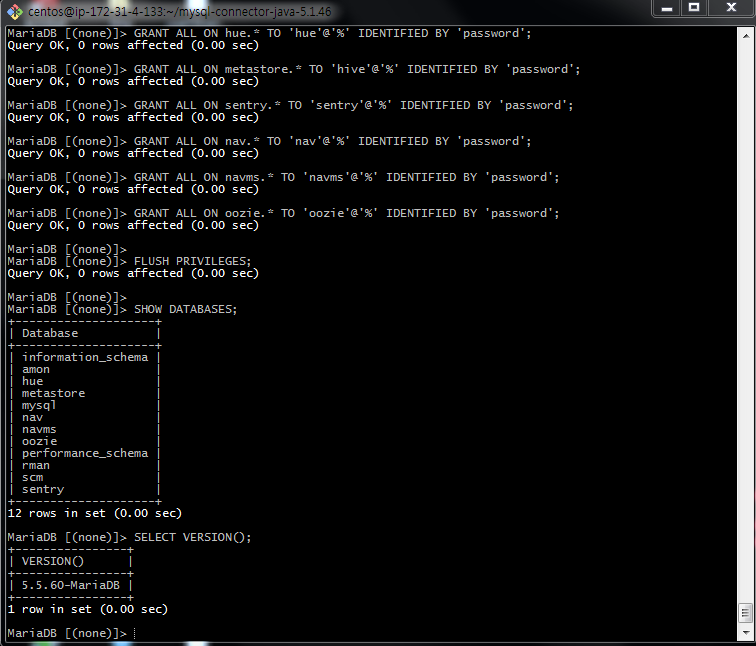 centos@ip-172-31-4-133:~/mysql-connector-java-5.1.46
MariaDB [(none)]> GRANT ALL ON hue.* TO 'hue'@'%' IDENTIFIED BY 'password';
Query OK, 0 rows affected (0.00 sec)
MariaDB [(none)]> GRANT ALL ON metastore.* TO 'hive'@'%' IDENTIFIED BY 'password';
Query OK, 0 rows affected (0.00 sec)
MariaDB [(none)]> GRANT ALL ON sentry.* TO 'sentry'@'%' IDENTIFIED BY 'password';
Query OK, 0 rows affected (0.00 sec)
MariaDB [(none)]> GRANT ALL ON nav.* TO 'nav'@'%' IDENTIFIED BY 'password';
Query OK, 0 rows affected (0.00 sec)
MariaDB [(none)]> GRANT ALL ON navms.* TO 'navms'@'%' IDENTIFIED BY 'password';
Query OK, 0 rows affected (0.00 sec)
MariaDB [(none)]> GRANT ALL ON oozie.* TO 'oozie'@'%' IDENTIFIED BY 'password';
Query OK, 0 rows affected (0.00 sec)
MariaDB [(none)]>
MariaDB [(none)]> FLUSH PRIVILEGES;
Query OK, 0 rows affected (0.00 sec)
MariaDB [(none)]>
MariaDB [(none)]> SHOW DATABASES;
+--------------------+
| Database           |
+--------------------+
| information_schema |
| amon               |
| hue                |
| metastore          |
| mysql              |
| nav                |
| navms              |
| oozie              |
| performance_schema |
| rman               |
| scm                |
| sentry             |
+--------------------+
12 rows in set (0.00 sec)
MariaDB [(none)]> SELECT VERSION();
+----------------+
| VERSION()      |
+----------------+
| 5.5.60-MariaDB |
+----------------+
1 row in set (0.00 sec)
MariaDB [(none)]>